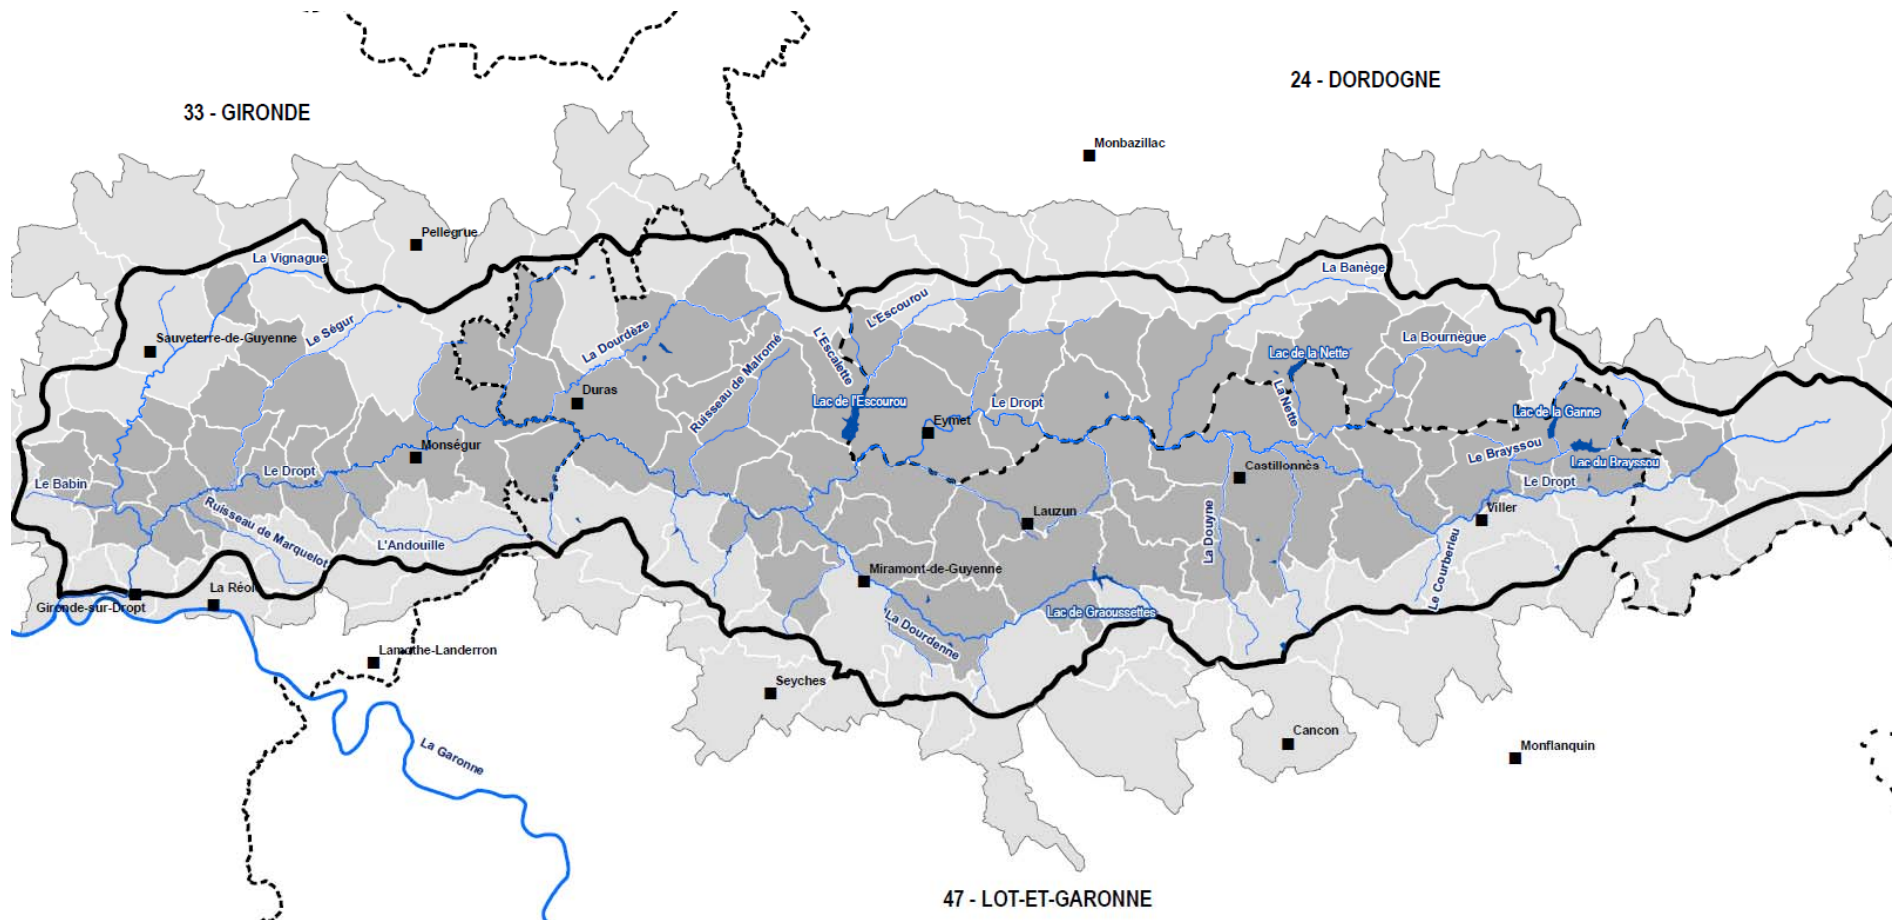 24 - DORDOGNE
33 - GIRONDE
Monbazillac
Pellegrue
La Vignague
La Banège
L'Escourou
Le Ségur
La Dourdèze
Sauveterre-de-Guyenne
L'Escalette
Ruisseau de Malromé
La Bournègue
Lac de la Nette
La Nette
Duras
Lac de l'Escourou
Le Dropt
Lac de la Ganne
Eymet
Monségur
Le Brayssou
Lac du Brayssou
Le Dropt
Castillonnès
Le Babin
Le Dropt
Ruisseau de Marquelot
Lauzun
Viller
L'Andouille
La Douyne
Le Courberieu
Miramont-de-Guyenne
La Réol
Gironde-sur-Dropt
Lac de Graoussettes
La Dourdenne
Lamothe-Landerron
Seyches
Cancon
La Garonne
Monflanquin
47 - LOT-ET-GARONNE